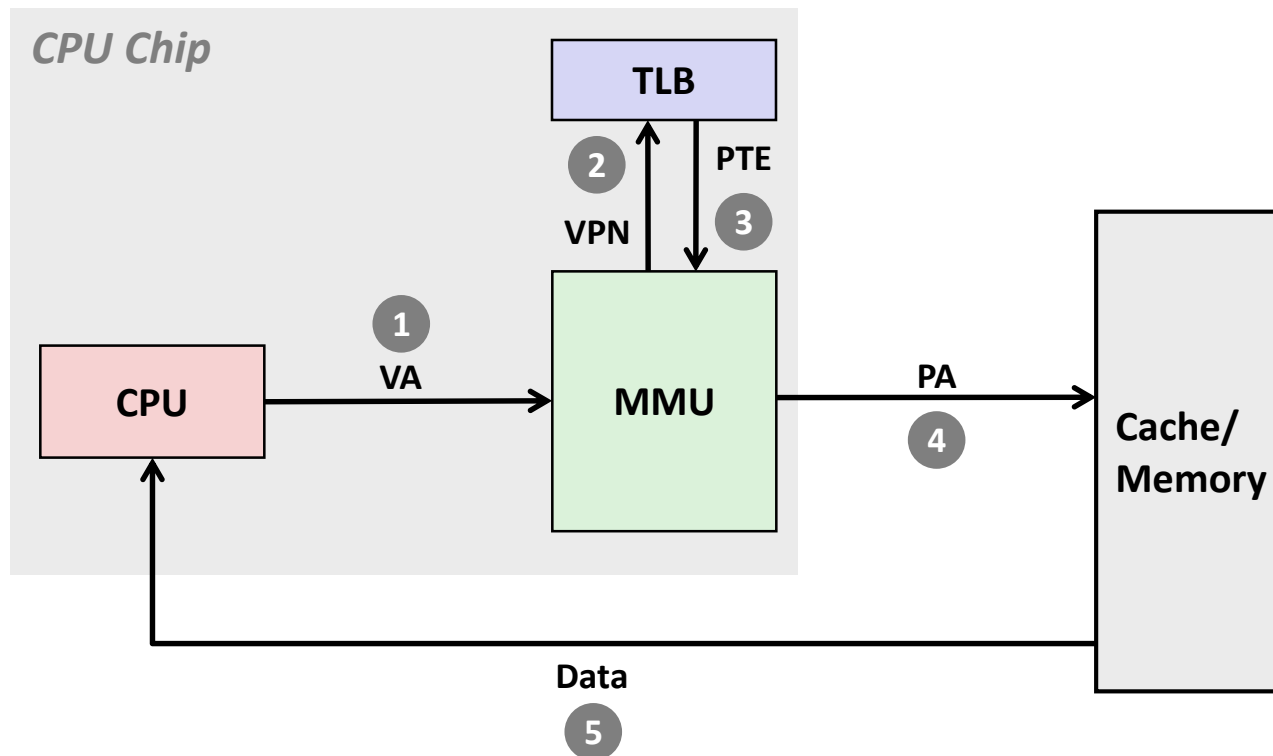 CPU Chip
TLB
2
PTE
VPN
3
1
VA
CPU
MMU
PA
4
Cache/
Memory
Data
5